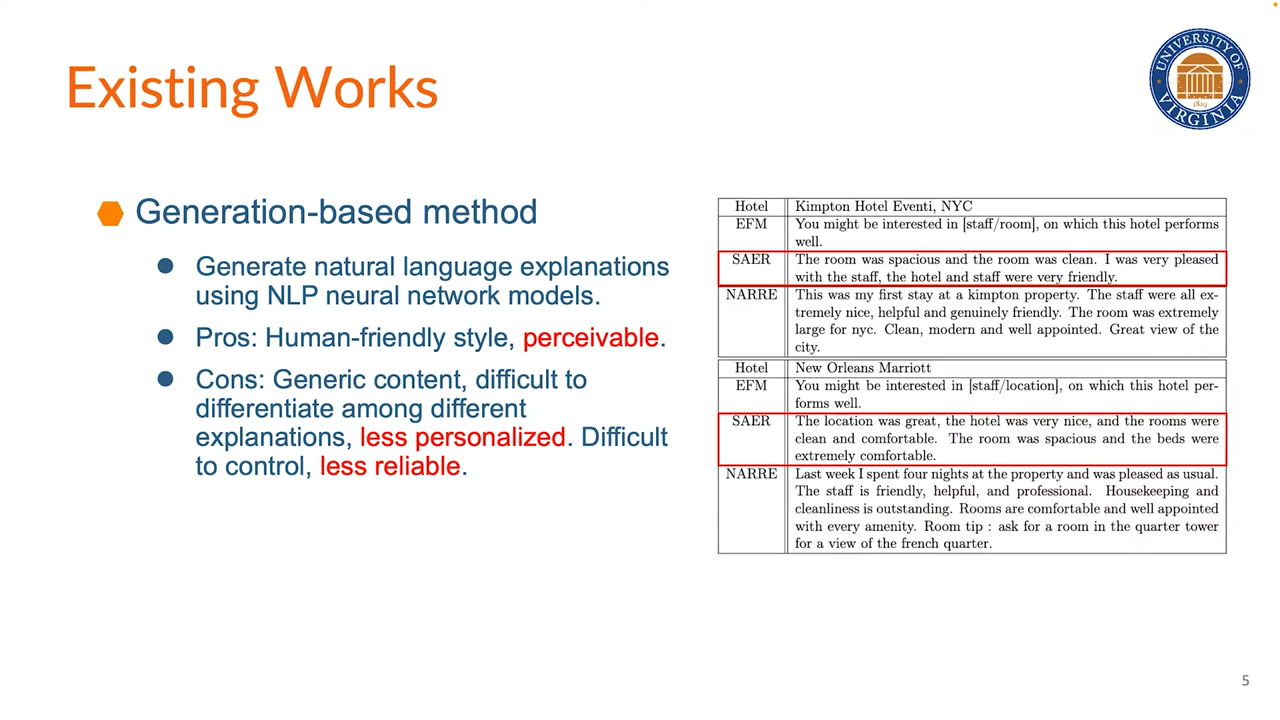 Existing Works
UNIVERSITY OF
VIRGINIA
1819
Generation-based method
Generate natural language explanations
using NLP neural network models.
Pros: Human-friendly style, perceivable.
Cons: Generic content, difficult to
differentiate among different
explanations, less personalized. Difficult
to control, less reliable.
Hotel Kimpton Hotel Eventi, NYC
EFM You might be interested in [staff/room], on which this hotel performs
well.
SAER The room was spacious and the room was clean. I was very pleased
with the staff, the hotel and staff were very friendly.
NARRE This was my first stay at a kimpton property. The staff were all ex-
tremely nice, helpful and genuinely friendly. The room was extremely
large for nyc. Clean, modern and well appointed. Great view of the
city.
Hotel New Orleans Marriott
EFM You might be interested in [staff/location], on which this hotel per-
forms well.
SAER The location was great, the hotel was very nice, and the rooms were
clean and comfortable. The room was spacious and the beds were
extremely comfortable.
NARRE Last week I spent four nights at the property and was pleased as usual.
The staff is friendly, helpful, and professional. Housekeeping and
cleanliness is outstanding. Rooms are comfortable and well appointed
with every amenity. Room tip : ask for a room in the quarter tower
for a view of the french quarter.
5